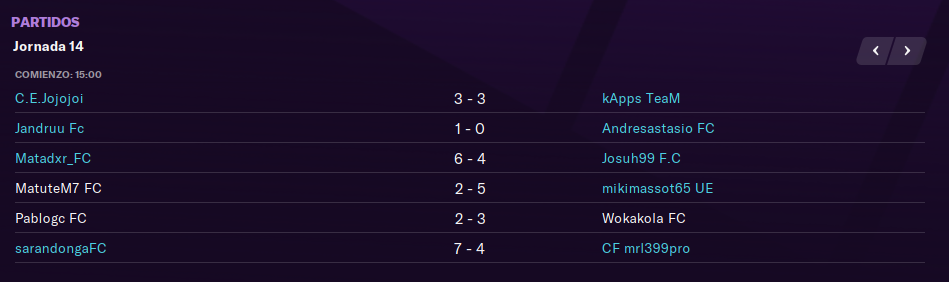 PARTIDOS
Jornada 14
COMIENZO: 15:00
C.E.Jojojoi 3 - 3 kApps TeaM
Jandruu Fc 1 - 0 Andresastasio FC
Matadxr_FC 6 - 4 Josuh99 F.C
MatuteM7 FC 2 - 5 mikimassot65 UE
Pablogc FC 2 - 3 Wokakola FC
sarandongaFC 7 - 4 CF mrl399pro